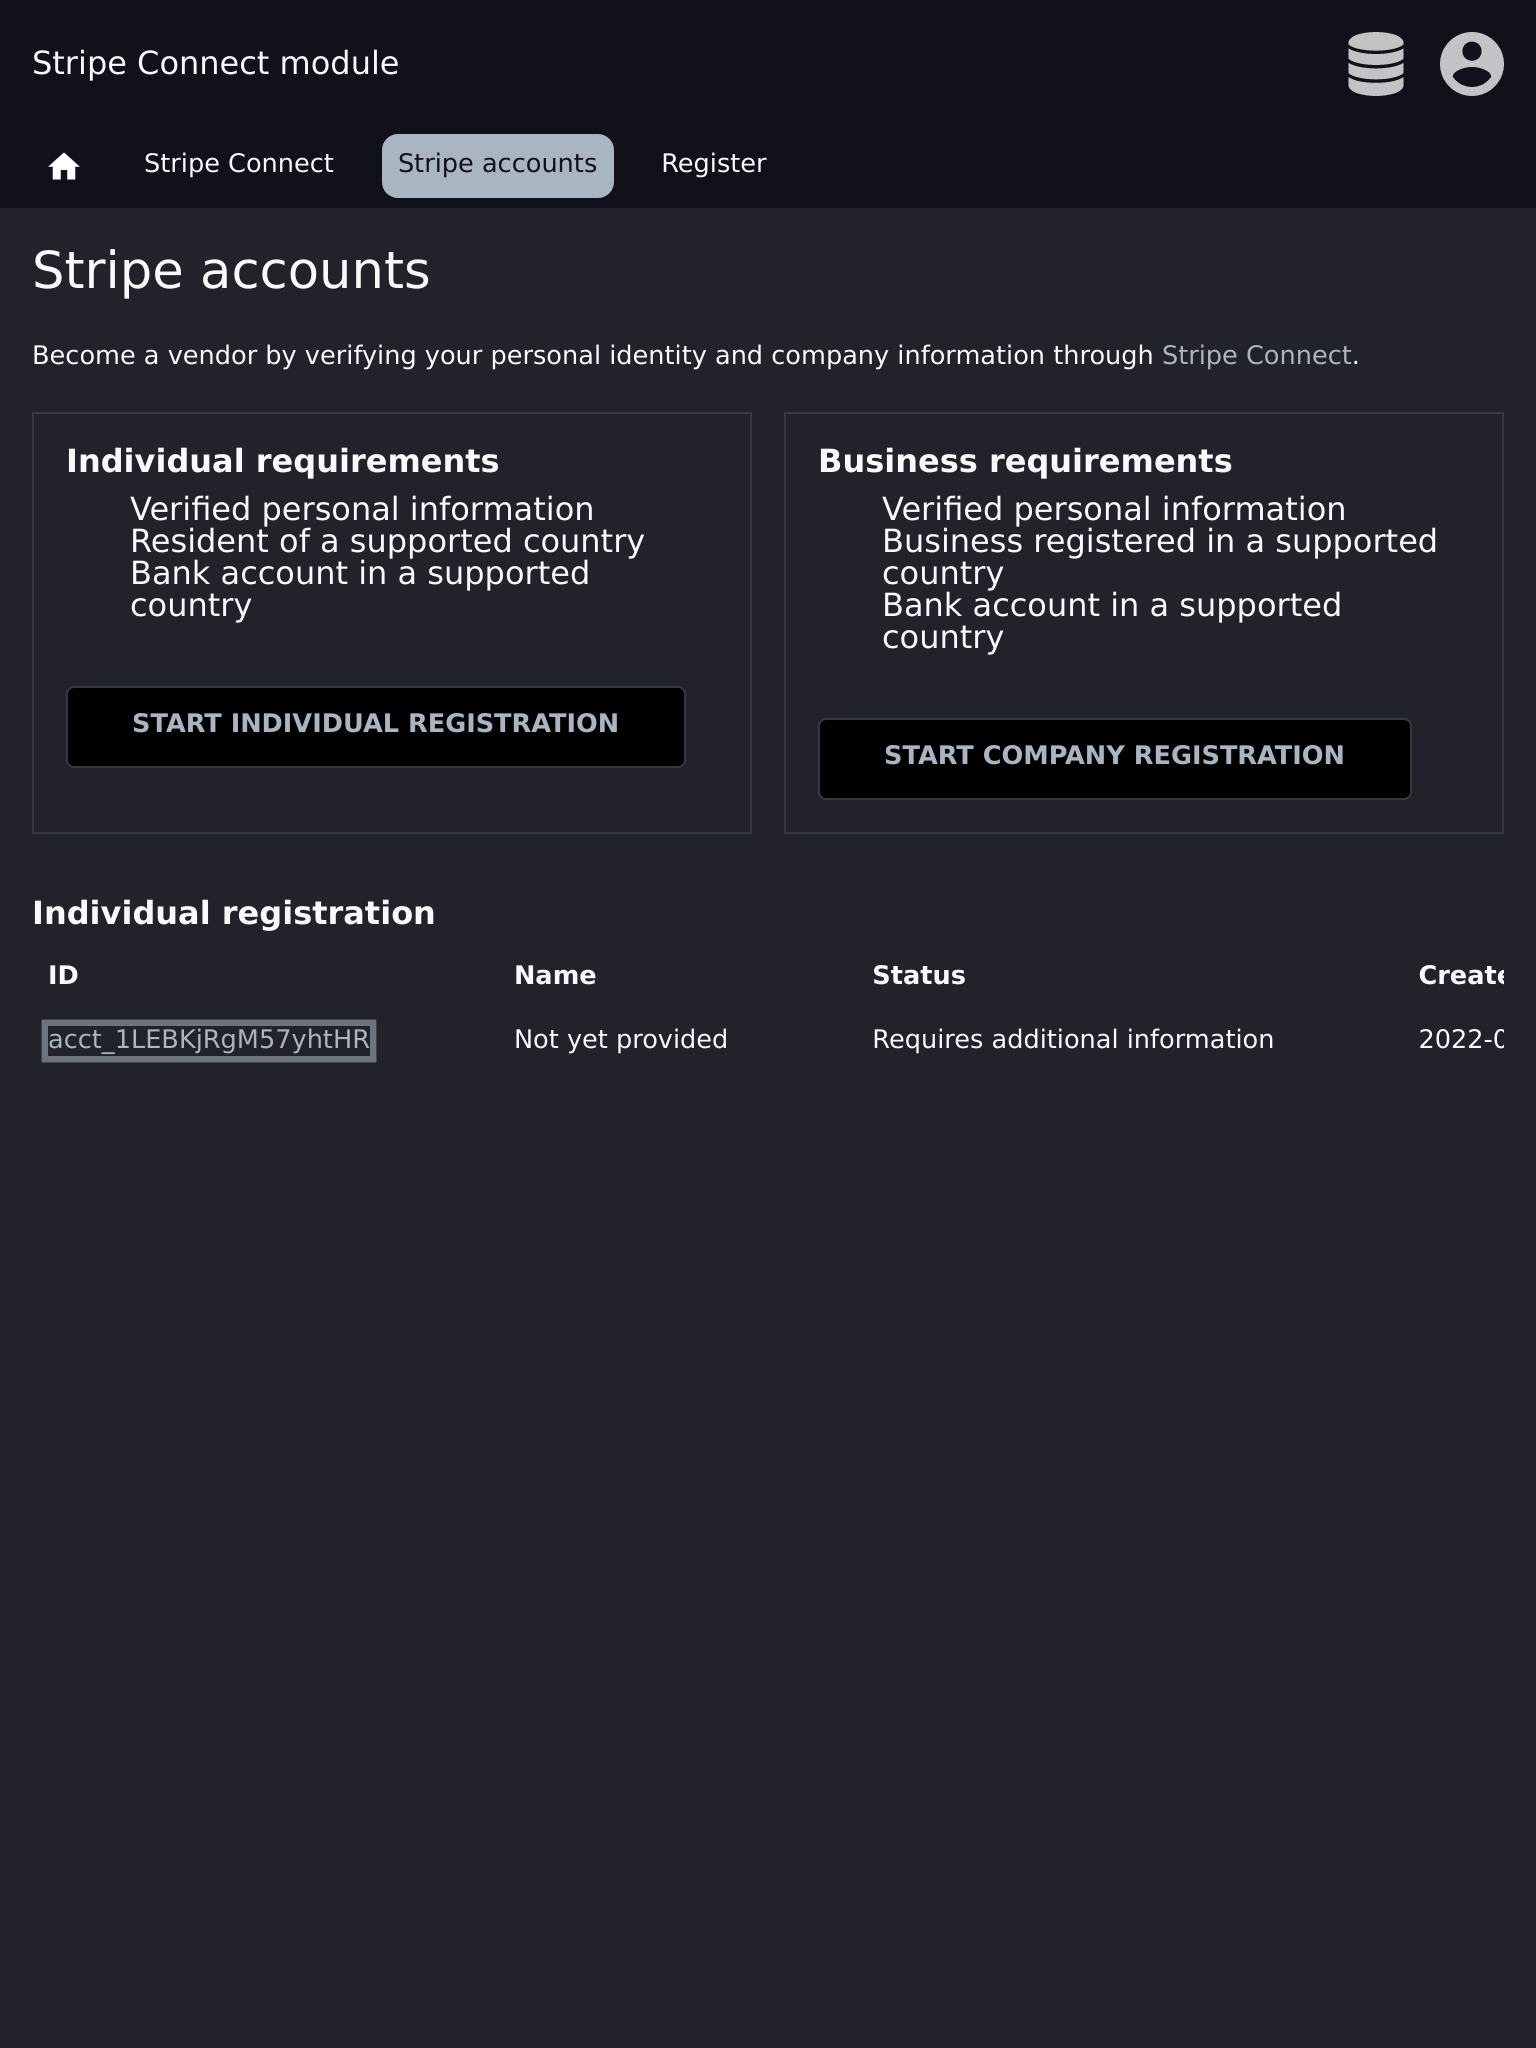 Stripe Connect module
Stripe Connect
Stripe accounts
Register
Stripe accounts
Become a vendor by verifying your personal identity and company information through Stripe Connect.
Individual requirements
Verified personal information
Resident of a supported country
Bank account in a supported
country
START INDIVIDUAL REGISTRATION
Business requirements
Verified personal information
Business registered in a supported
country
Bank account in a supported
country
START COMPANY REGISTRATION
Individual registration
ID Name Status Create
acct_1LEBKjRgM57yhtHR Not yet provided Requires additional information 2022-0